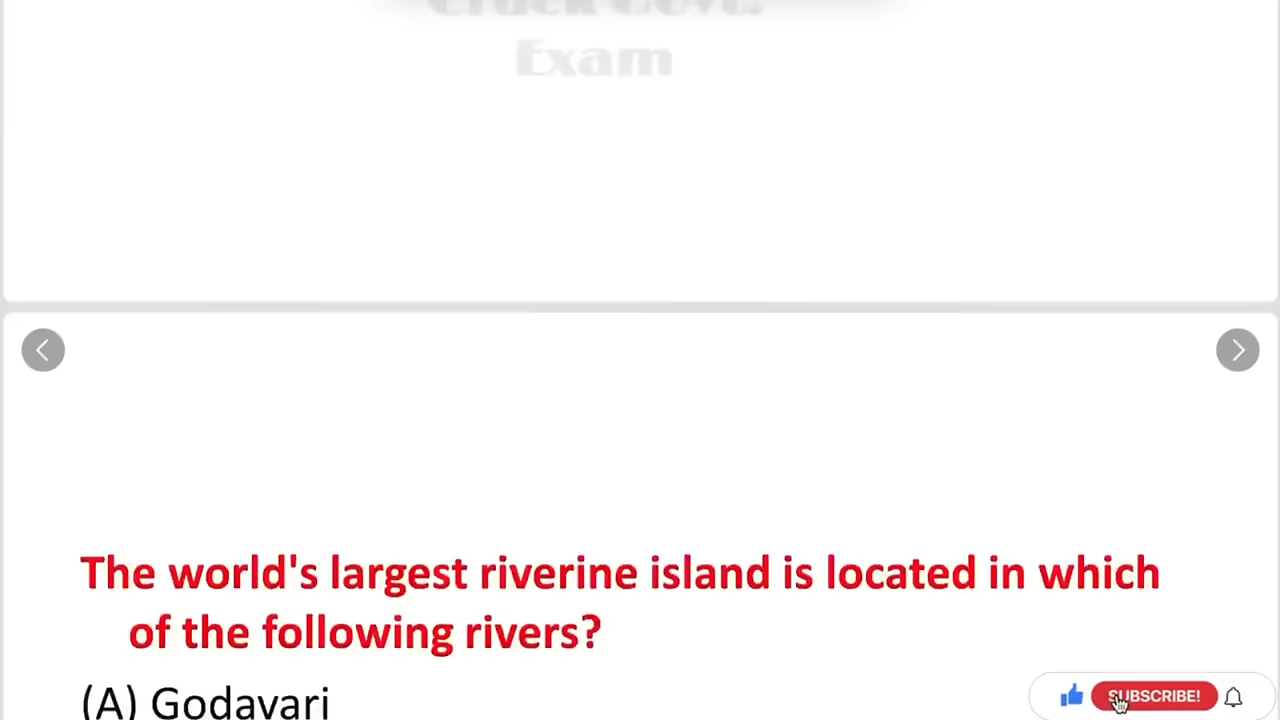 Exam
The world's largest riverine island is located in which
of the following rivers?
(A) Godavari
SUBSCRIBE!